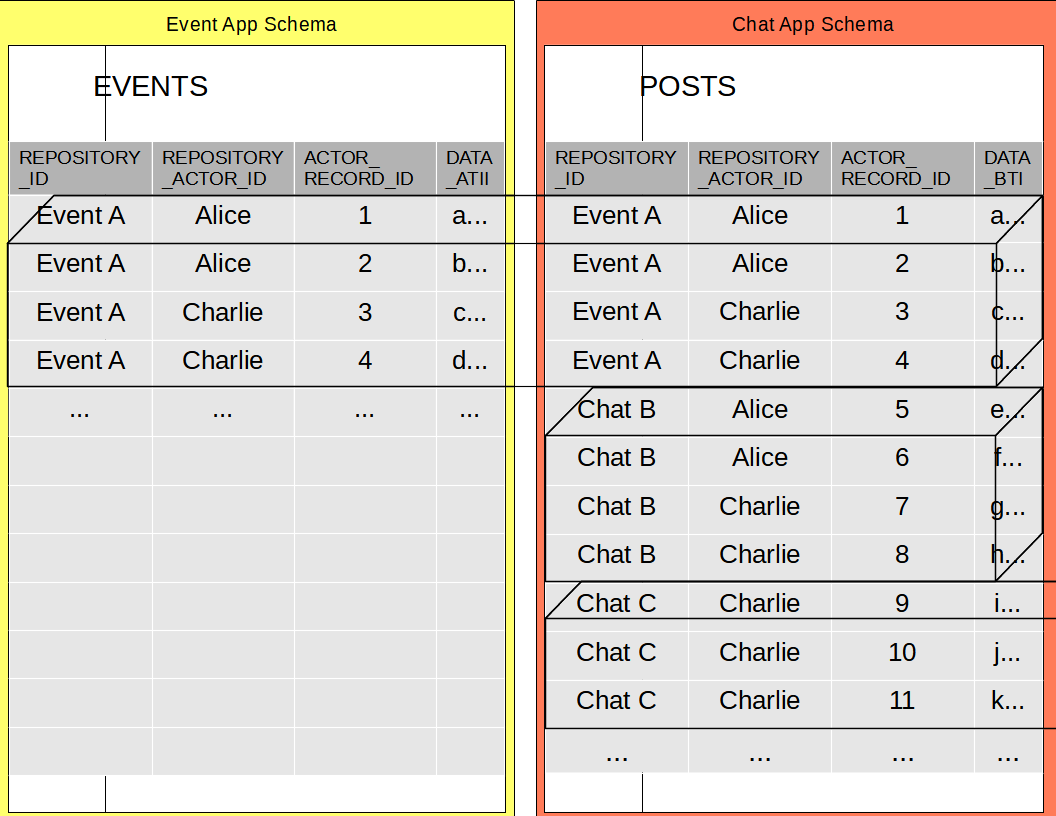 Event App Schema
EVENTS
REPOSITORY _ID REPOSITORY _ACTOR_ID ACTOR_ RECORD_ID DATA _ATII
Event A Alice 1 a...
Event A Alice 2 b...
Event A Charlie 3 c...
Event A Charlie 4 d...
... ... ... ...
Chat App Schema
POSTS
REPOSITORY _ID REPOSITORY _ACTOR_ID ACTOR_ RECORD_ID DATA _BTI
Event A Alice 1 a...
Event A Alice 2 b...
Event A Charlie 3 c...
Event A Charlie 4 d...
Chat B Alice 5 e...
Chat B Alice 6 f...
Chat B Charlie 7 g...
Chat B Charlie 8 h...
Chat C Charlie 9 i...
Chat C Charlie 10 j...
Chat C Charlie 11 k...
... ... ... ...